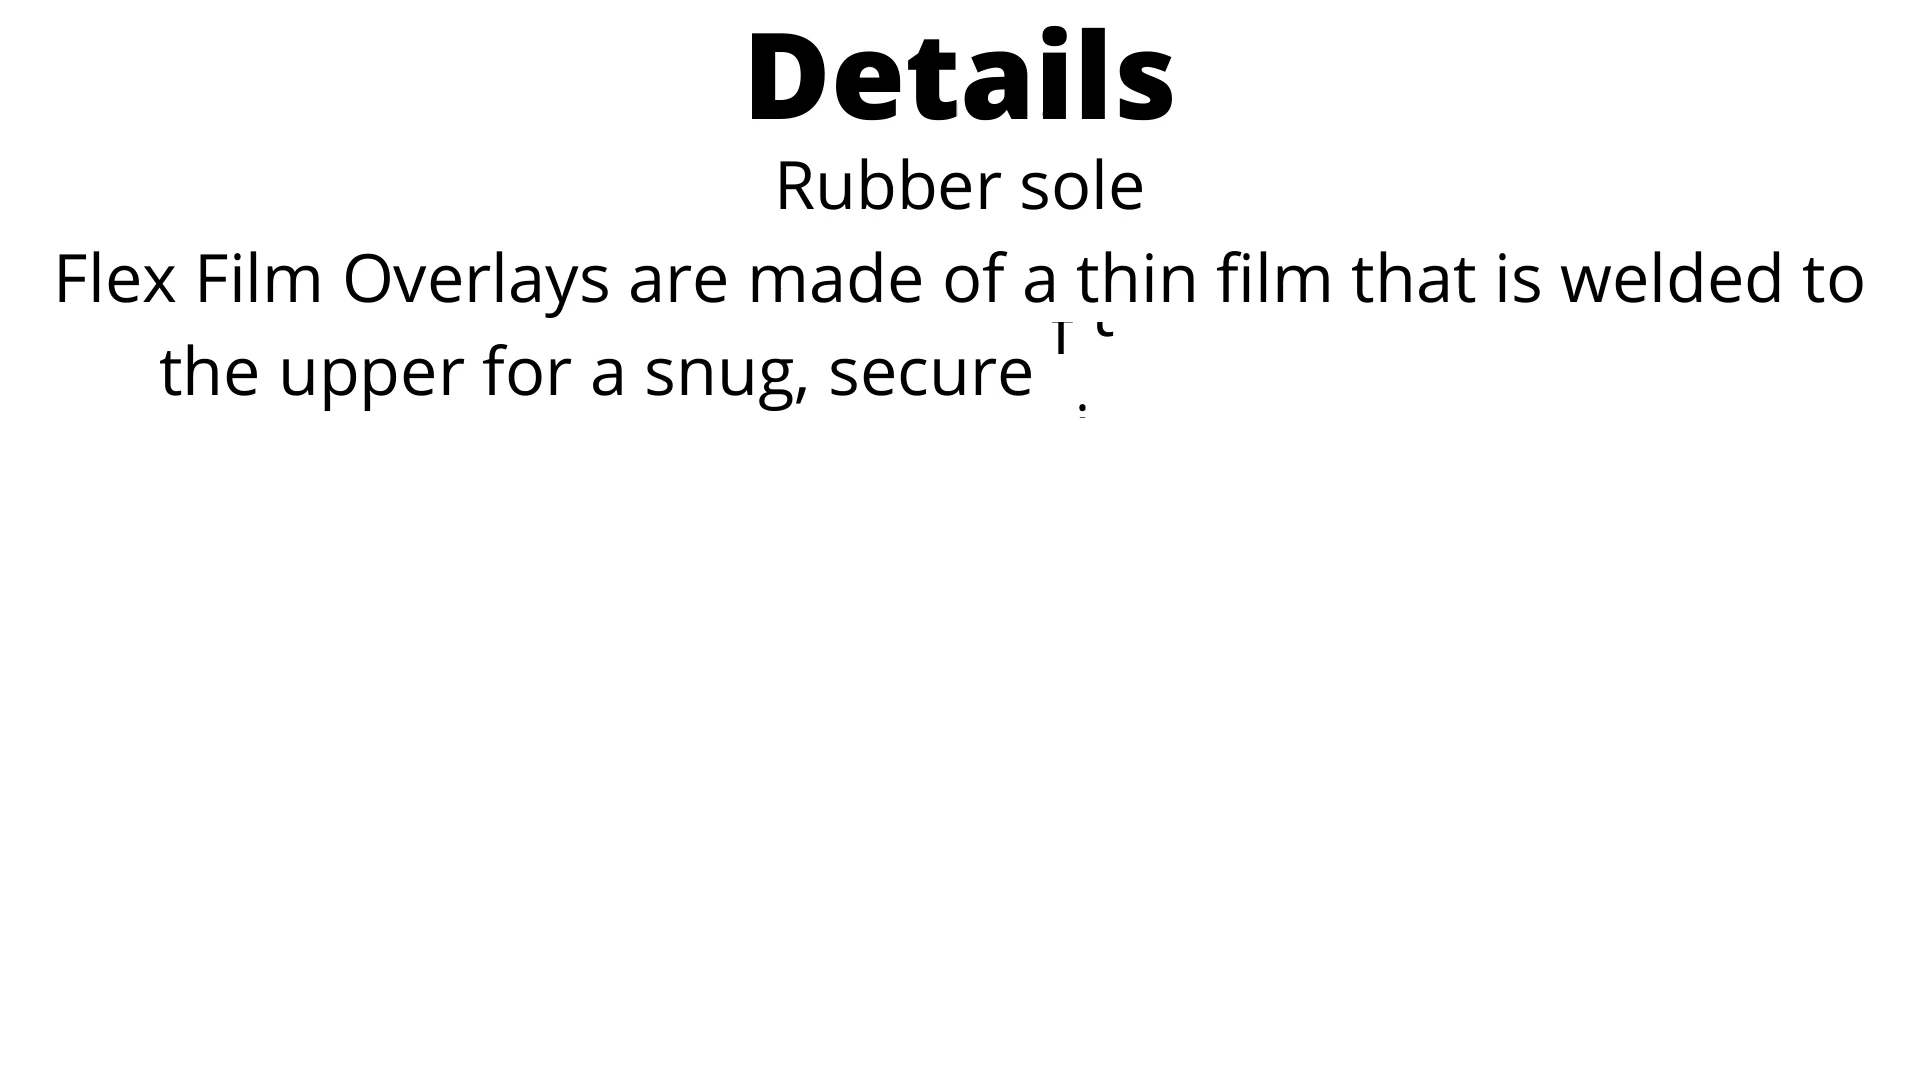 Details
Rubber sole
Flex Film Overlays are made of a thin film that is welded to
the upper for a snug, secure